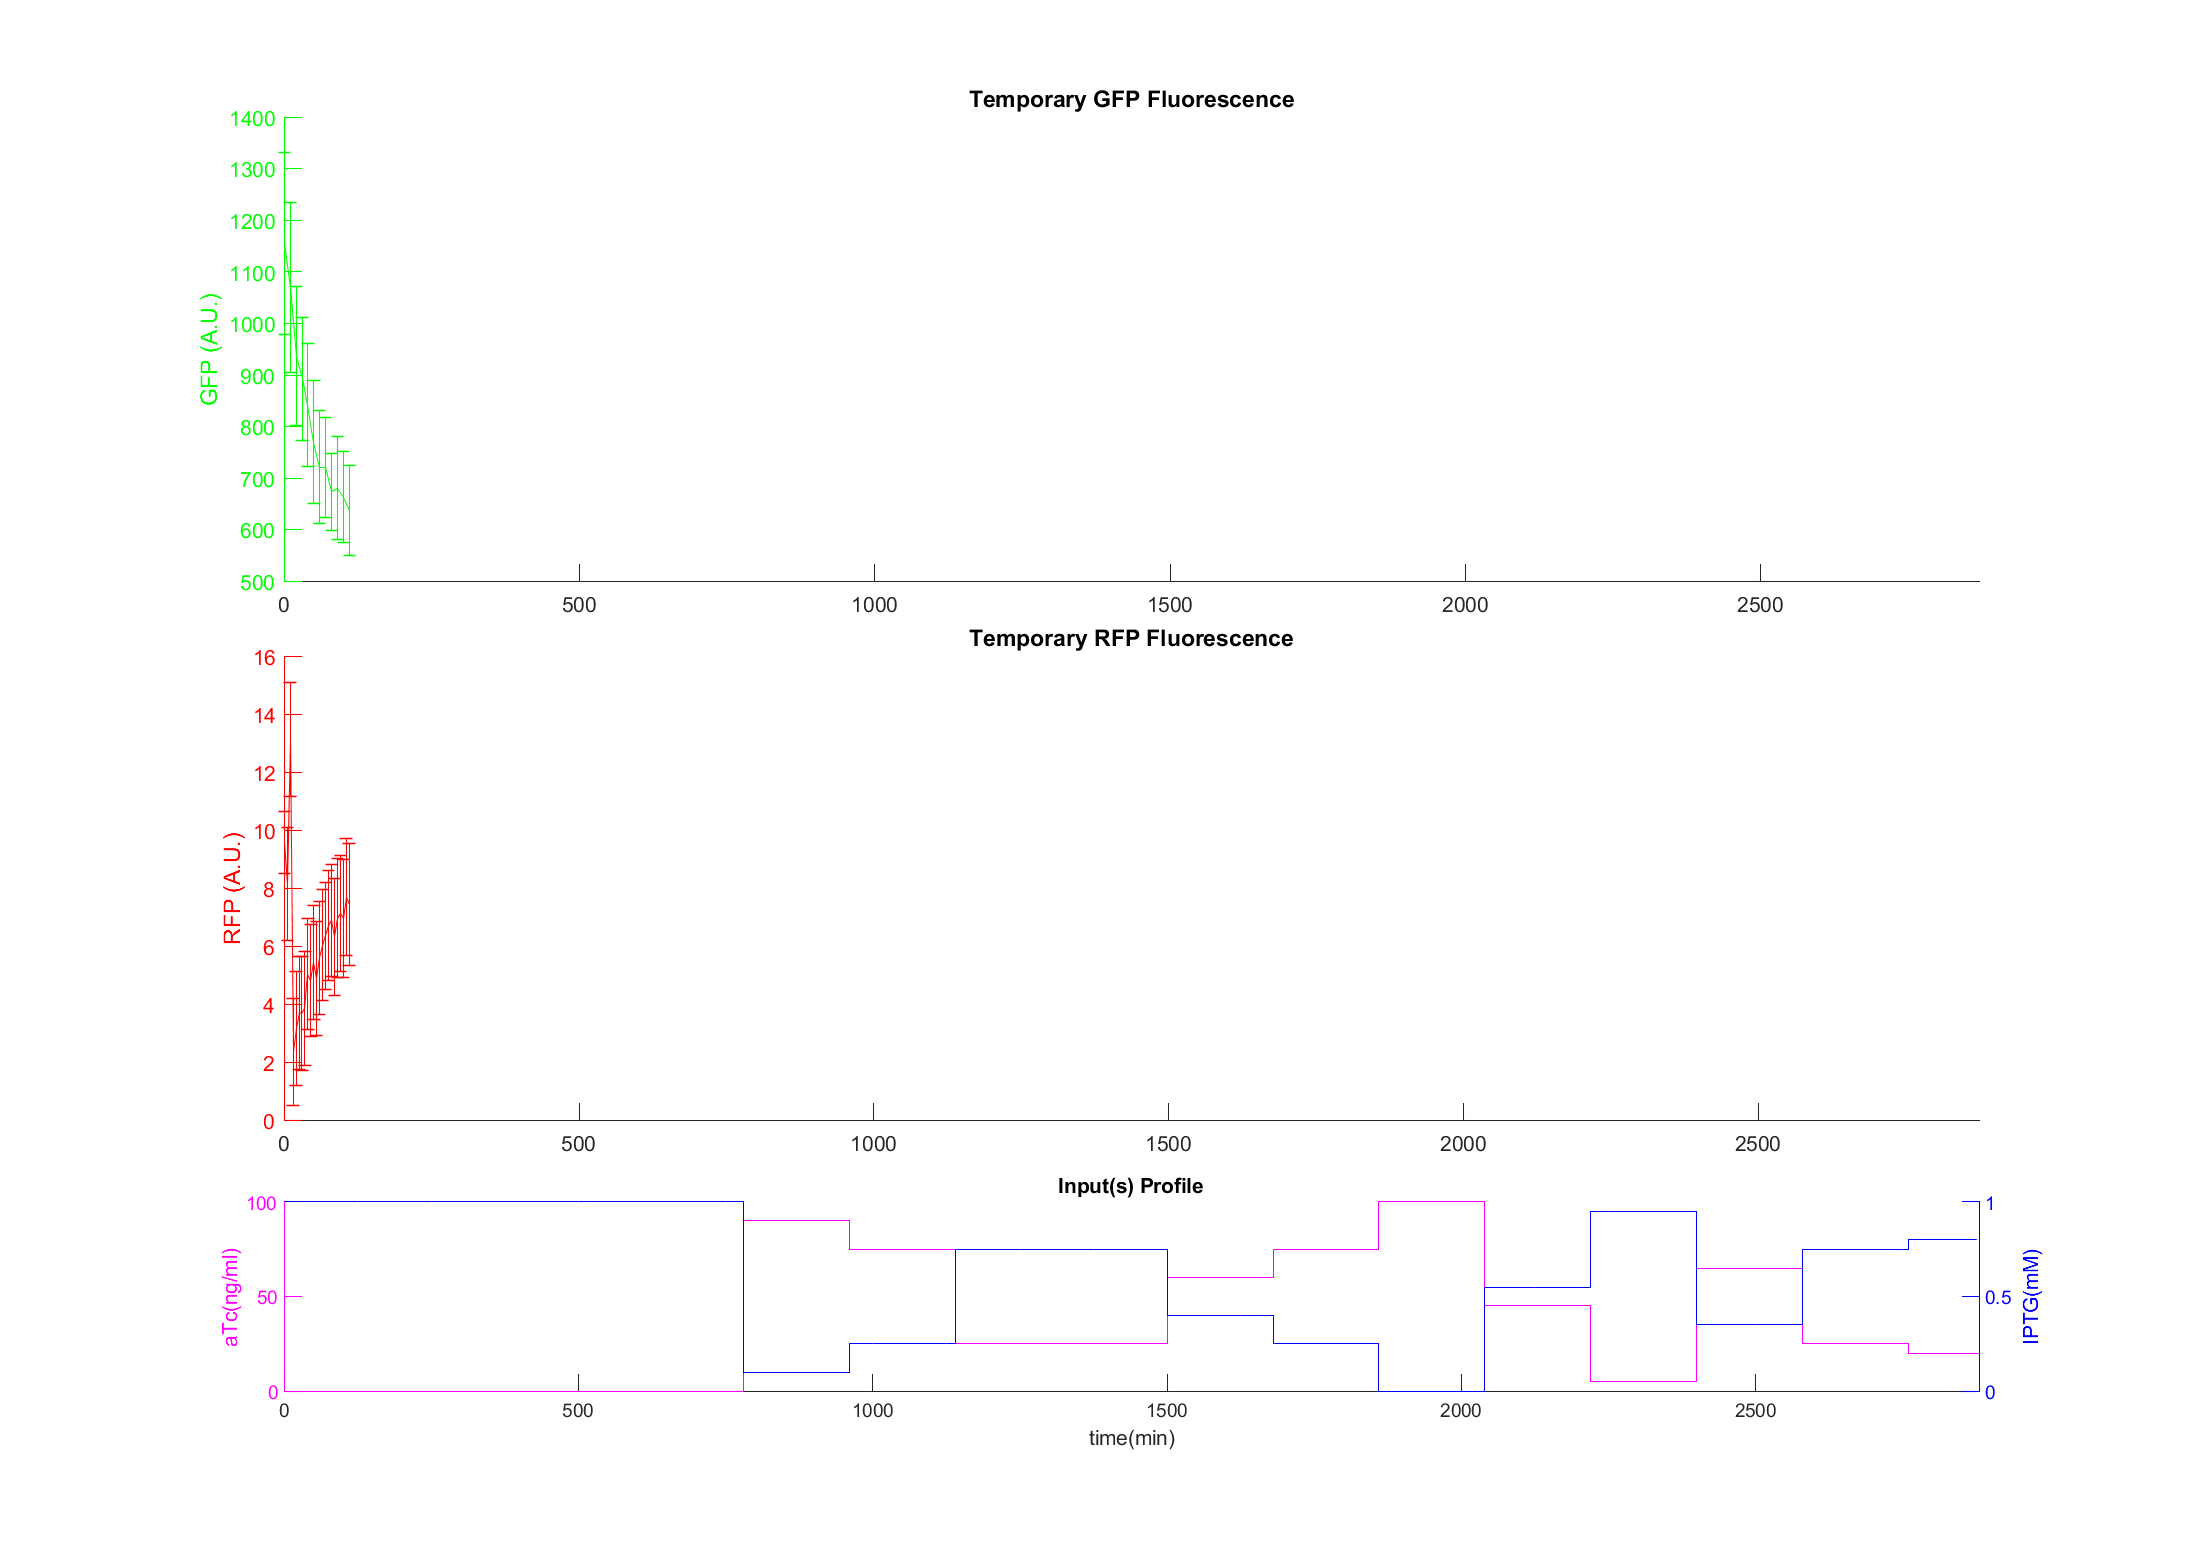 Temporary GFP Fluorescence
1400
1300
1200
1100
1000
900
800
700
600
500
GFP (A.U.)
0 500 1000 1500 2000 2500
Temporary RFP Fluorescence
16
14
12
10
8
6
4
2
0
RFP (A.U.)
0 500 1000 1500 2000 2500
Input(s) Profile
100
50
0
aTc(ng/ml)
1
0.5
0
IPTG(mM)
0 500 1000 1500 2000 2500
time(min)